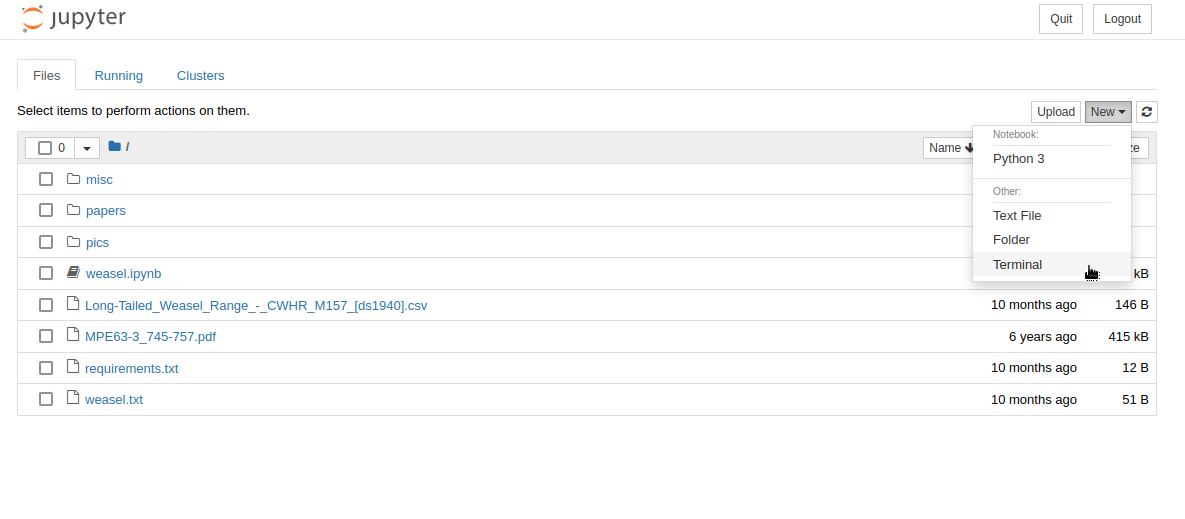 jupyter
Quit
Logout
Files
Running
Clusters
Select items to perform actions on them.
Upload
New
0
/
Name
Notebook:
Python 3
Other:
Text File
Folder
Terminal
misc
papers
pics
weasel.ipynb
kB
Long-Tailed_Weasel_Range_-_CWHR_M157_[ds1940].csv 10 months ago 146 B
MPE63-3_745-757.pdf 6 years ago 415 kB
requirements.txt 10 months ago 12 B
weasel.txt 10 months ago 51 B